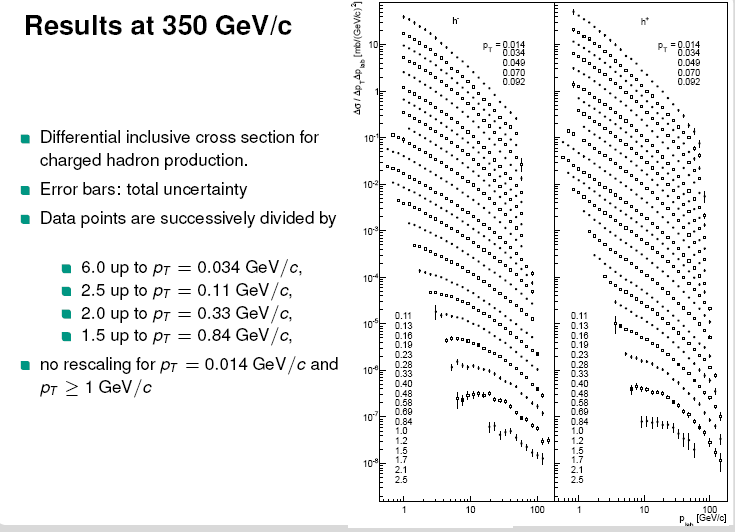 Results at 350 GeV/c
Differential inclusive cross section for
charged hadron production.
Error bars: total uncertainty
Data points are successively divided by
6.0 up to pT = 0.034 GeV/c,
2.5 up to pT = 0.11 GeV/c,
2.0 up to pT = 0.33 GeV/c,
1.5 up to pT = 0.84 GeV/c,
no rescaling for pT = 0.014 GeV/c and
pT ≥ 1 GeV/c
Δσ / ΔpTΔplab [mb/(GeV/c)²]
10
1
10⁻¹
10⁻²
10⁻³
10⁻⁴
10⁻⁵
10⁻⁶
10⁻⁷
10⁻⁸
h⁻
pT = 0.014
0.034
0.049
0.070
0.092
0.11
0.13
0.16
0.19
0.23
0.28
0.33
0.40
0.48
0.58
0.69
0.84
1.0
1.2
1.5
1.7
2.1
2.5
1 10 100
h⁺
pT = 0.014
0.034
0.049
0.070
0.092
0.11
0.13
0.16
0.19
0.23
0.28
0.33
0.40
0.48
0.58
0.69
0.84
1.0
1.2
1.5
1.7
2.1
2.5
1 10 100
plab [GeV/c]